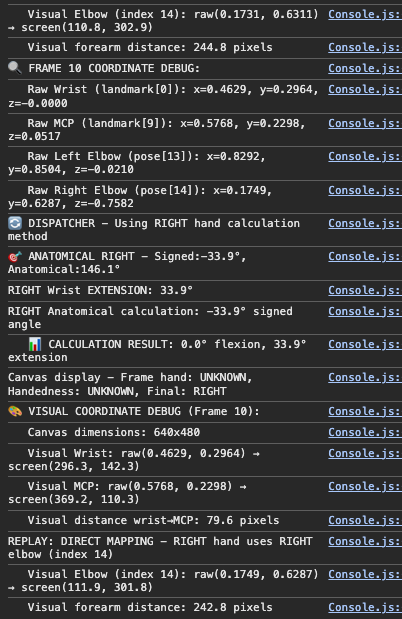 Visual Elbow (index 14): raw(0.1731, 0.6311) Console.js:
→ screen(110.8, 302.9)
Visual forearm distance: 244.8 pixels Console.js:
🔍 FRAME 10 COORDINATE DEBUG: Console.js:
Raw Wrist (landmark[0]): x=0.4629, y=0.2964, Console.js:
z=-0.0000
Raw MCP (landmark[9]): x=0.5768, y=0.2298, Console.js:
z=0.0517
Raw Left Elbow (pose[13]): x=0.8292, Console.js:
y=0.8504, z=-0.0210
Raw Right Elbow (pose[14]): x=0.1749, Console.js:
y=0.6287, z=-0.7582
🔄 DISPATCHER - Using RIGHT hand calculation Console.js:
method
🎯 ANATOMICAL RIGHT - Signed:-33.9°, Console.js:
Anatomical:146.1°
RIGHT Wrist EXTENSION: 33.9° Console.js:
RIGHT Anatomical calculation: -33.9° signed Console.js:
angle
📊 CALCULATION RESULT: 0.0° flexion, 33.9° Console.js:
extension
Canvas display - Frame hand: UNKNOWN, Console.js:
Handedness: UNKNOWN, Final: RIGHT
🎨 VISUAL COORDINATE DEBUG (Frame 10): Console.js:
Canvas dimensions: 640x480 Console.js:
Visual Wrist: raw(0.4629, 0.2964) → Console.js:
screen(296.3, 142.3)
Visual MCP: raw(0.5768, 0.2298) → Console.js:
screen(369.2, 110.3)
Visual distance wrist→MCP: 79.6 pixels Console.js:
REPLAY: DIRECT MAPPING - RIGHT hand uses RIGHT Console.js:
elbow (index 14)
Visual Elbow (index 14): raw(0.1749, 0.6287) Console.js:
→ screen(111.9, 301.8)
Visual forearm distance: 242.8 pixels Console.js: